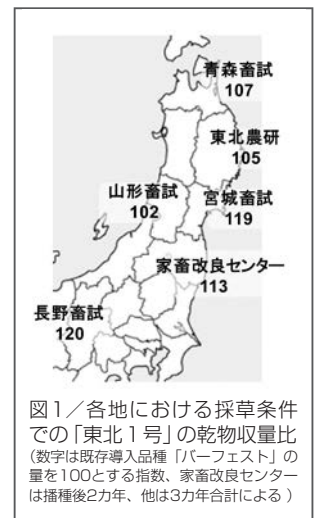 青森畜試
107
東北農研
105
山形畜試
102
宮城畜試
119
家畜改良センター
113
長野畜試
120
図1／各地における採草条件
での「東北1号」の乾物収量比
(数字は既存導入品種「バーフェスト」の
量を100とする指数、家畜改良センター
は播種後2カ年、他は3カ年合計による )